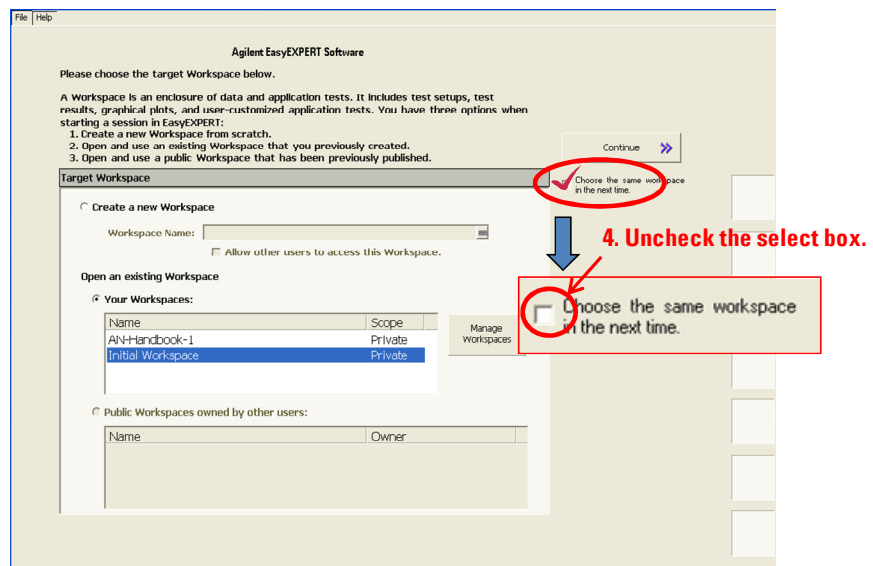 File Help
Agilent EasyEXPERT Software
Please choose the target Workspace below.
A Workspace is an enclosure of data and application tests. It includes test setups, test
results, graphical plots, and user-customized application tests. You have three options when
starting a session in EasyEXPERT:
1. Create a new Workspace from scratch.
2. Open and use an existing Workspace that you previously created.
3. Open and use a public Workspace that has been previously published.
Continue
Target Workspace
Choose the same workspace
in the next time.
Create a new Workspace
Workspace Name:
Allow other users to access this Workspace.
4. Uncheck the select box.
Open an existing Workspace
Your Workspaces:
Choose the same workspace
in the next time.
Name Scope
AN-Handbook-1 Private
Initial Workspace Private
Manage
Workspaces
Public Workspaces owned by other users:
Name Owner